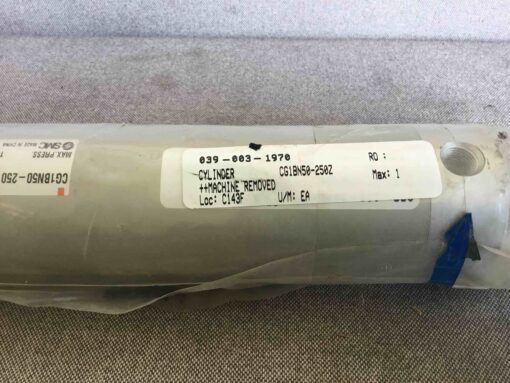 039-003-1970 RO :
CYLINDER CG1BN50-250Z Max: 1
++MACHINE REMOVED
Loc: C143F U/M: EA
SMC
MADE IN CHINA
MAX.PRESS
CG1BN50-250